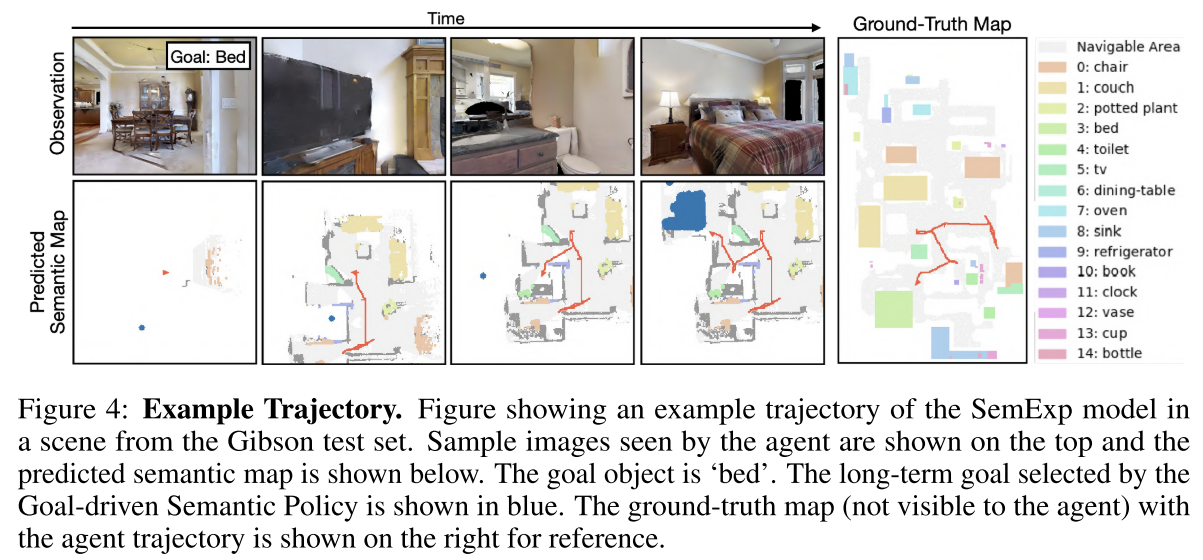 Time
Ground-Truth Map
Observation
Goal: Bed
Predicted
Semantic Map
Navigable Area
0: chair
1: couch
2: potted plant
3: bed
4: toilet
5: tv
6: dining-table
7: oven
8: sink
9: refrigerator
10: book
11: clock
12: vase
13: cup
14: bottle
Figure 4: Example Trajectory. Figure showing an example trajectory of the SemExp model in
a scene from the Gibson test set. Sample images seen by the agent are shown on the top and the
predicted semantic map is shown below. The goal object is ‘bed’. The long-term goal selected by the
Goal-driven Semantic Policy is shown in blue. The ground-truth map (not visible to the agent) with
the agent trajectory is shown on the right for reference.